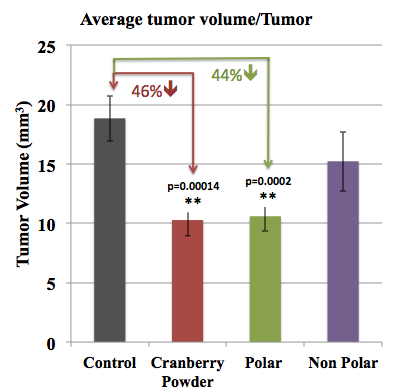 Average tumor volume/Tumor
Tumor Volume (mm³)
25
20
15
10
5
0
44%
46%
p=0.00014
**
p=0.0002
**
Control
Cranberry
Powder
Polar
Non Polar